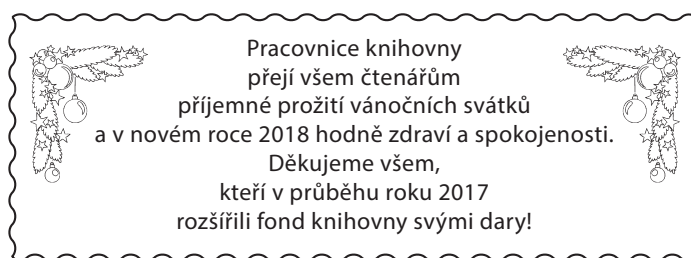 Pracovnice knihovny
přejí všem čtenářům
příjemné prožití vánočních svátků
a v novém roce 2018 hodně zdraví a spokojenosti.
Děkujeme všem,
kteří v průběhu roku 2017
rozšířili fond knihovny svými dary!